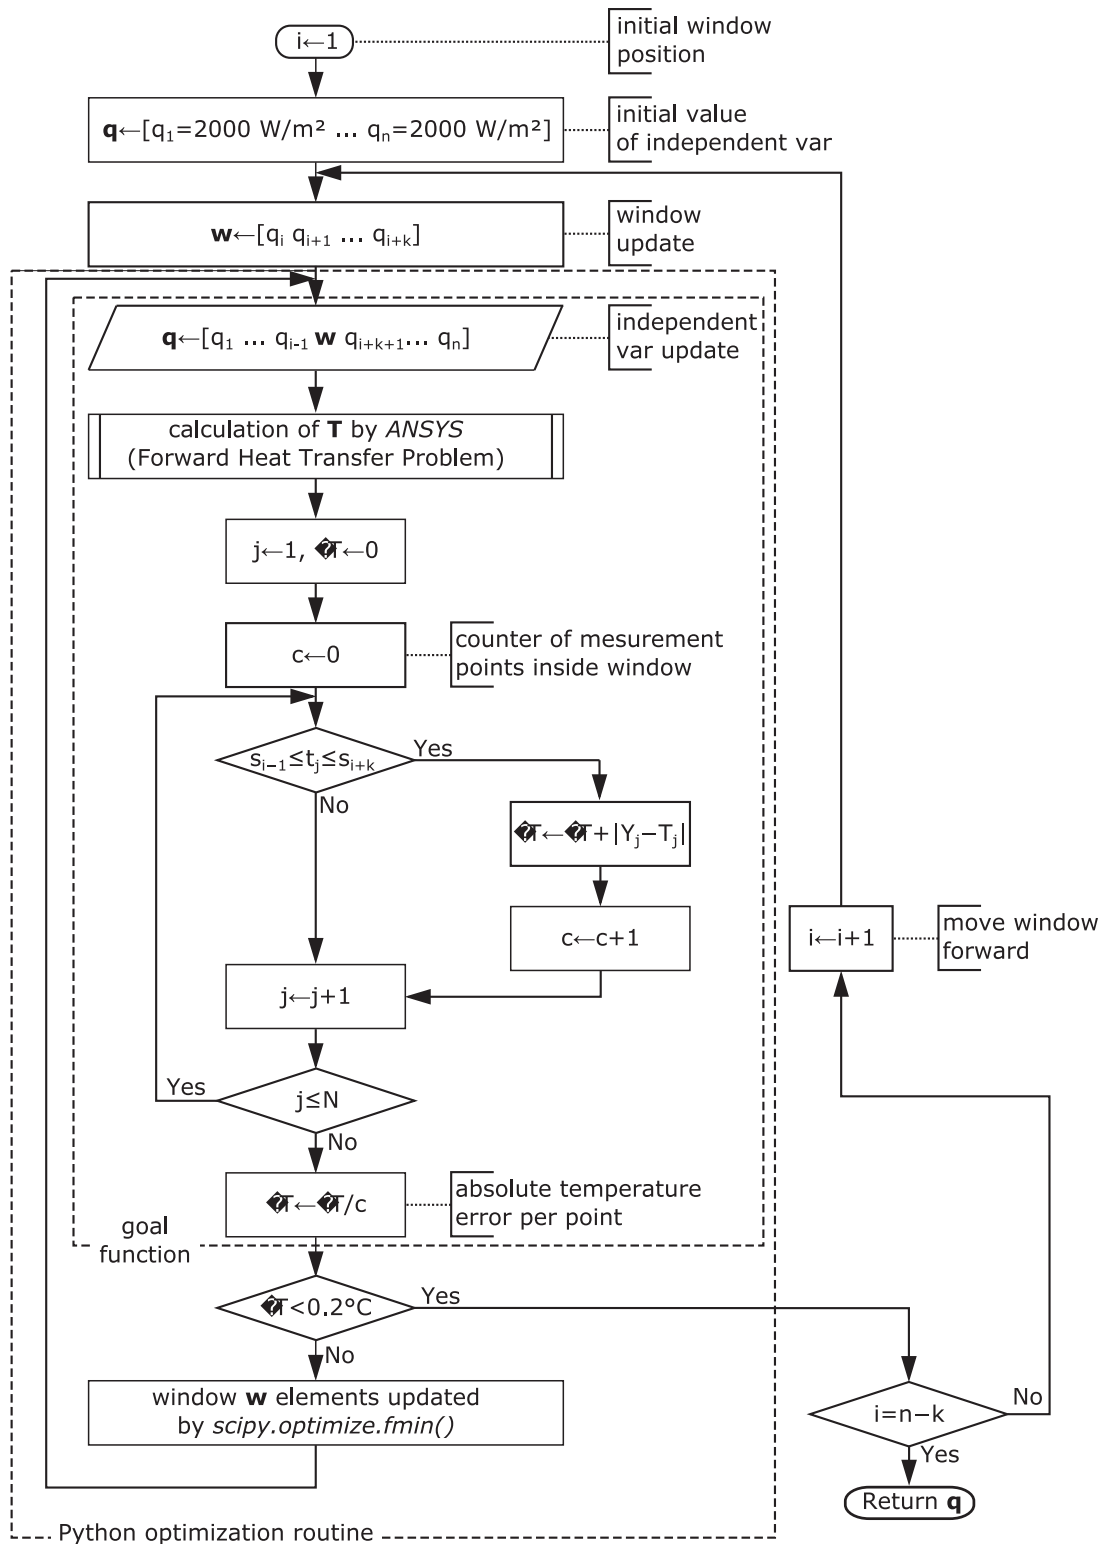 i←1
initial window
position
q←[q₁=2000 W/m² ... qₙ=2000 W/m²]
initial value
of independent var
w←[qᵢ qᵢ₊₁ ... qᵢ₊ₖ]
window
update
q←[q₁ ... qᵢ₋₁ w qᵢ₊ₖ₊₁... qₙ]
independent
var update
calculation of T by ANSYS
(Forward Heat Transfer Problem)
j←1, �T←0
c←0
counter of mesurement
points inside window
sᵢ₋₁≤tⱼ≤sᵢ₊ₖ
Yes
No
�T←�T+|Yⱼ−Tⱼ|
c←c+1
i←i+1
move window
forward
j←j+1
Yes
j≤N
No
�T←�T/c
absolute temperature
error per point
goal
function
�T<0.2°C
Yes
No
window w elements updated
by scipy.optimize.fmin()
i=n−k
No
Yes
Return q
Python optimization routine